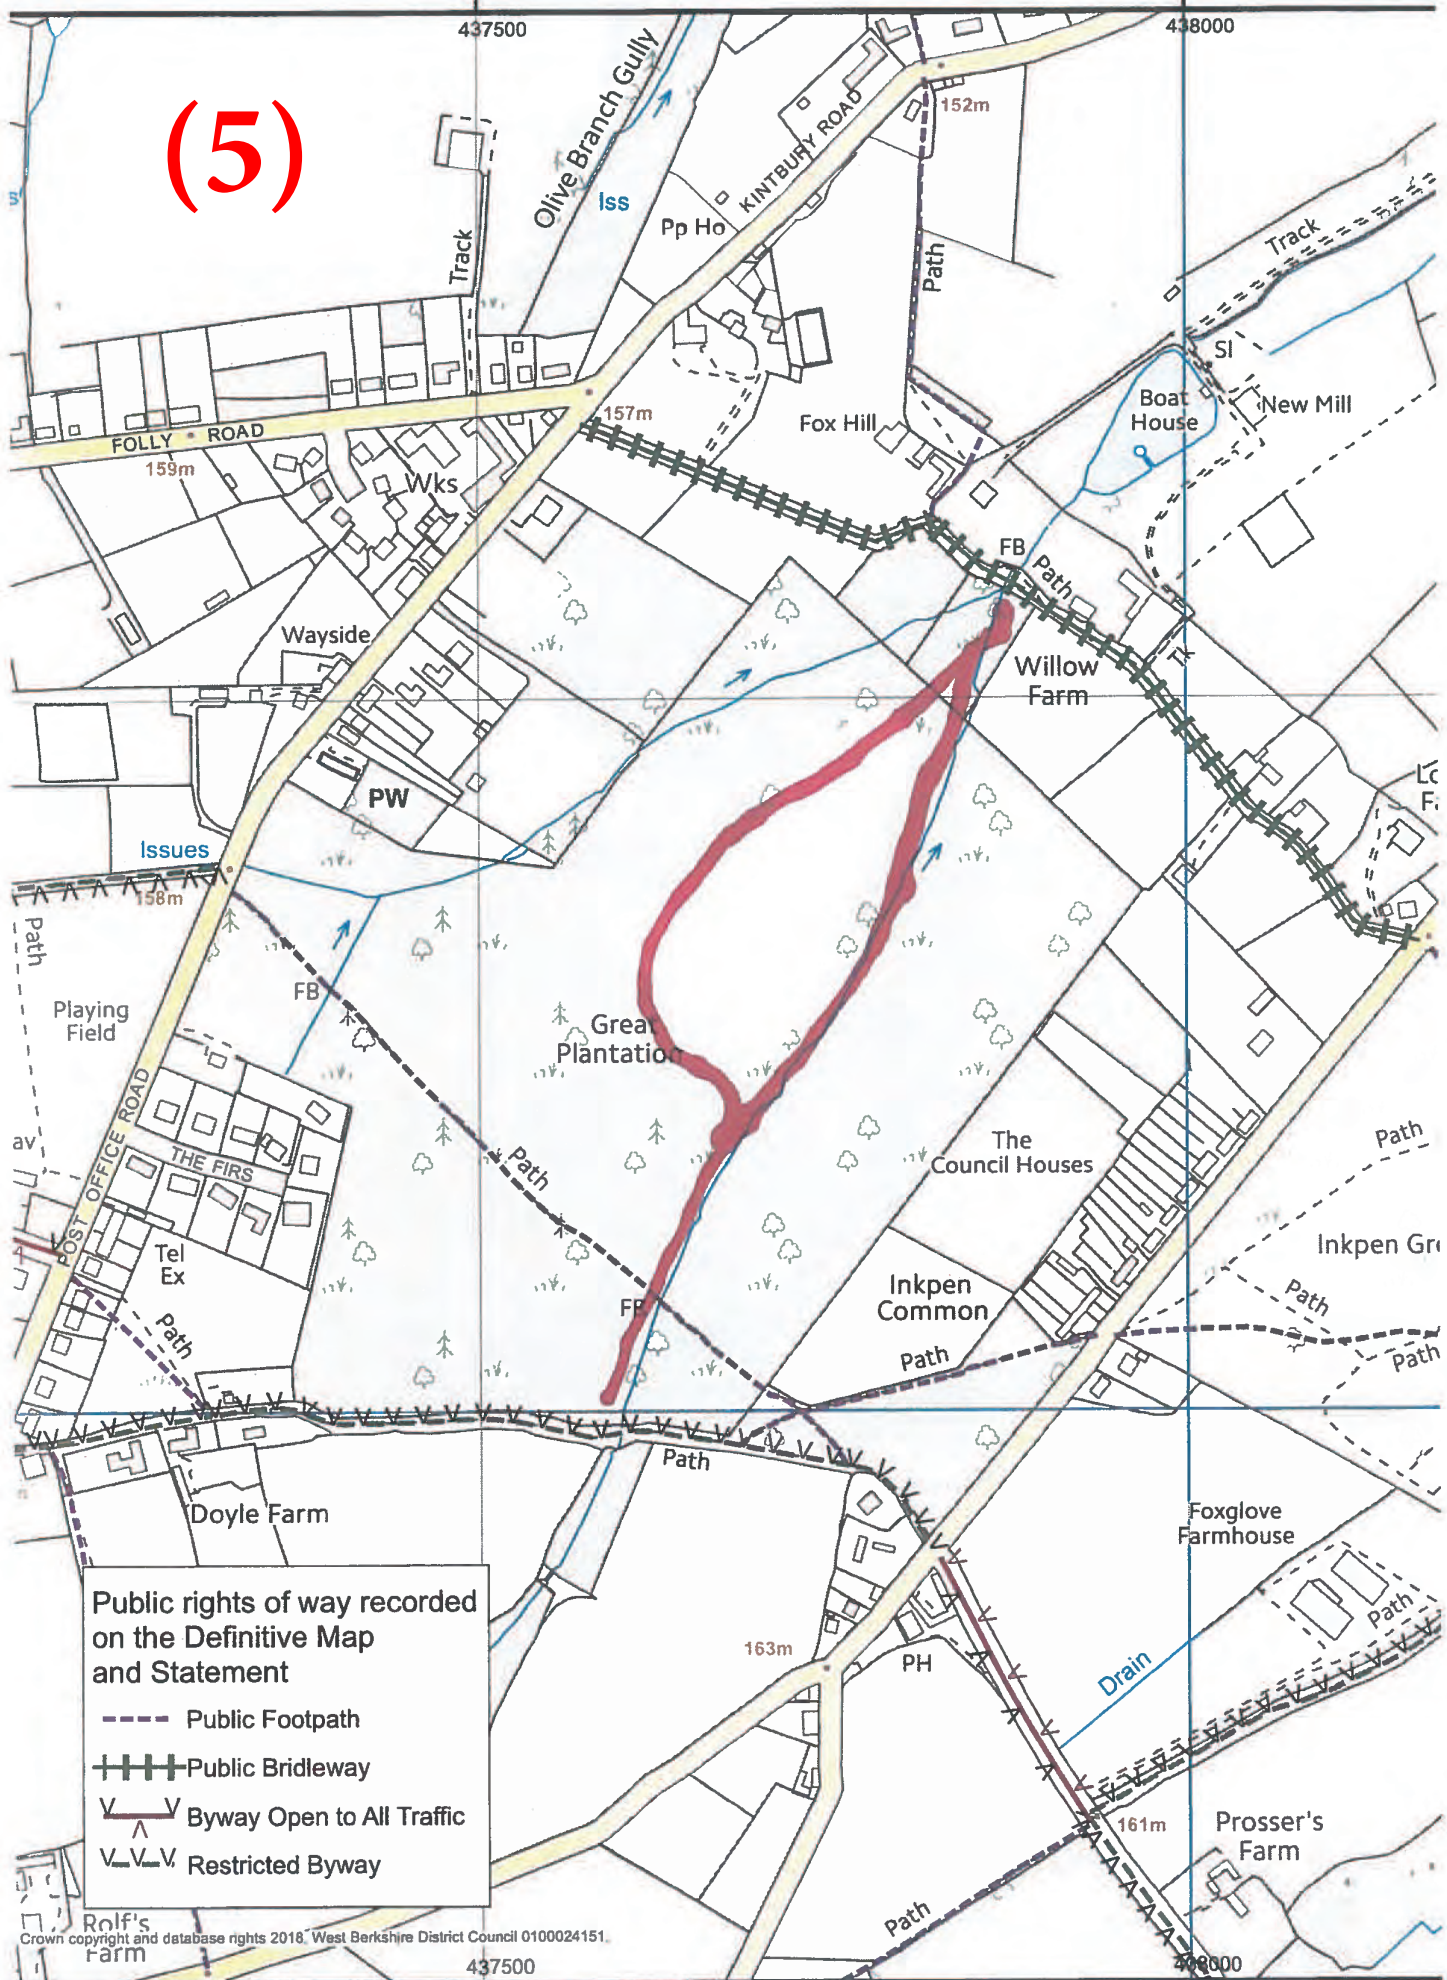 437500
438000
(5)
Olive Branch Gully
Iss
KINTBURY ROAD
152m
Pp Ho
Track
Path
Track
Sl
Boat
House
New Mill
Fox Hill
157m
FOLLY ROAD
159m
Wks
FB
Path
Tk
Wayside
Willow
Farm
PW
Issues
158m
Path
Playing
Field
FB
Great
Plantation
POST OFFICE ROAD
THE FIRS
av
Path
The
Council Houses
Path
Tel
Ex
Inkpen Gr
Path
Path
Inkpen
Common
FB
Path
Path
Path
Doyle Farm
Foxglove
Farmhouse
Path
163m
PH
Drain
161m
Prosser's
Farm
Path
Public rights of way recorded
on the Definitive Map
and Statement
Public Footpath
Public Bridleway
Byway Open to All Traffic
Restricted Byway
Rolf's
Farm
Crown copyright and database rights 2018. West Berkshire District Council 0100024151.
437500
438000